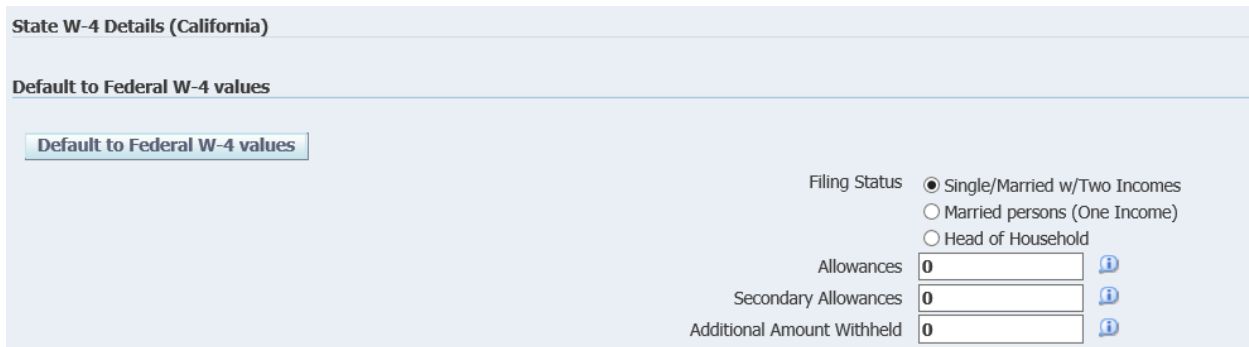 State W-4 Details (California)
Default to Federal W-4 values
Default to Federal W-4 values
Filing Status Single/Married w/Two Incomes
Married persons (One Income)
Head of Household
Allowances 0
Secondary Allowances 0
Additional Amount Withheld 0